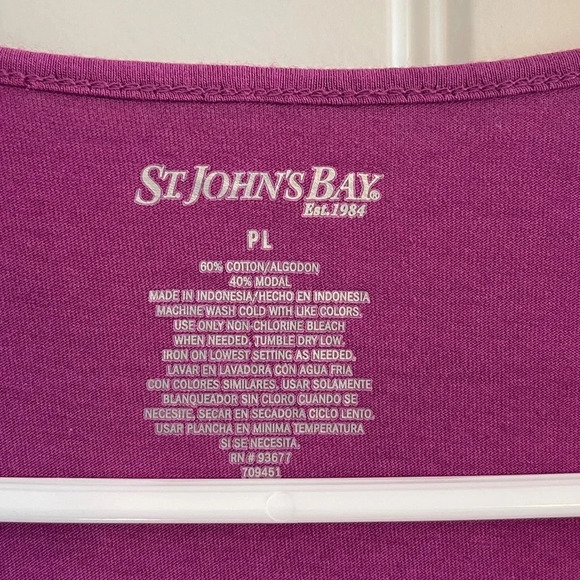 ST. JOHN'S BAY®
Est. 1984
PL
60% COTTON/ALGODON
40% MODAL
MADE IN INDONESIA/HECHO EN INDONESIA
MACHINE WASH COLD WITH LIKE COLORS.
USE ONLY NON-CHLORINE BLEACH
WHEN NEEDED. TUMBLE DRY LOW.
IRON ON LOWEST SETTING AS NEEDED.
LAVAR EN LAVADORA CON AGUA FRIA
CON COLORES SIMILARES. USAR SOLAMENTE
BLANQUEADOR SIN CLORO CUANDO SE
NECESITE. SECAR EN SECADORA CICLO LENTO.
USAR PLANCHA EN MINIMA TEMPERATURA
SI SE NECESITA.
RN # 93677
709451